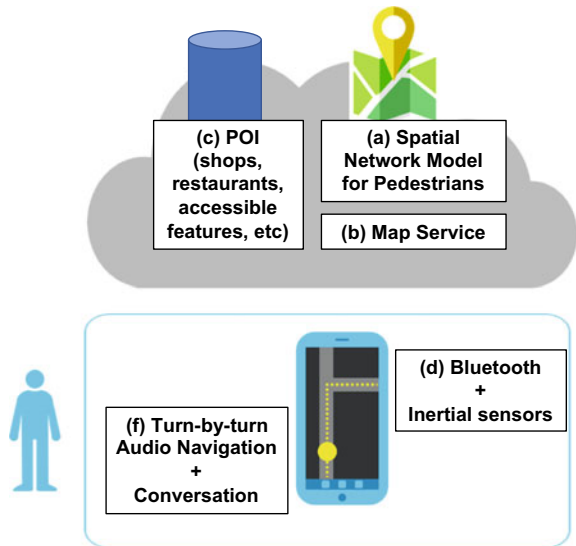 (c) POI
(shops,
restaurants,
accessible
features, etc)
(a) Spatial
Network Model
for Pedestrians
(b) Map Service
(d) Bluetooth
+
Inertial sensors
(f) Turn-by-turn
Audio Navigation
+
Conversation